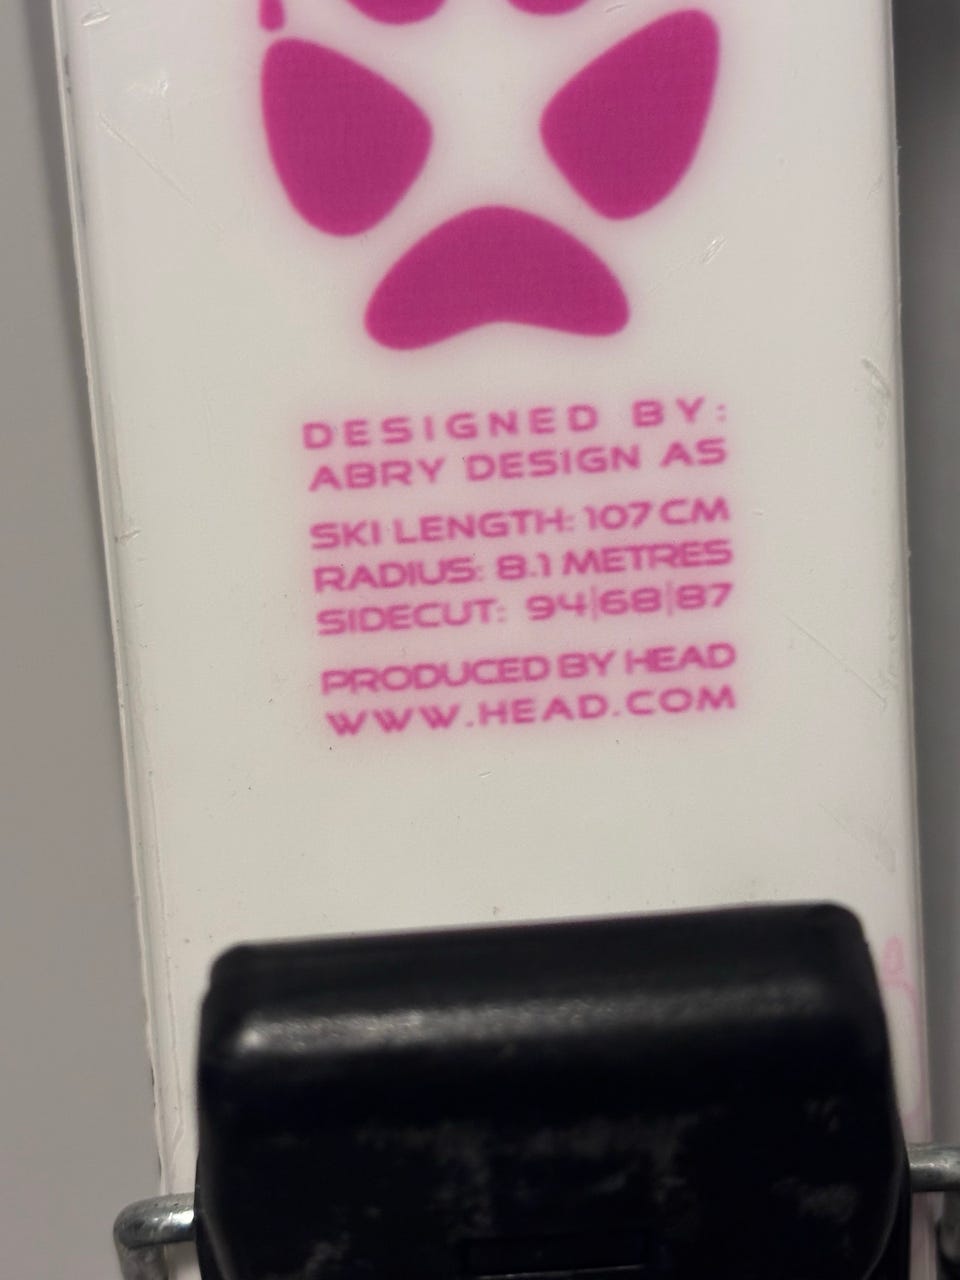 DESIGNED BY:
ABRY DESIGN AS
SKI LENGTH: 107 CM
RADIUS: 8.1 METRES
SIDECUT: 94|68|87
PRODUCED BY HEAD
WWW.HEAD.COM